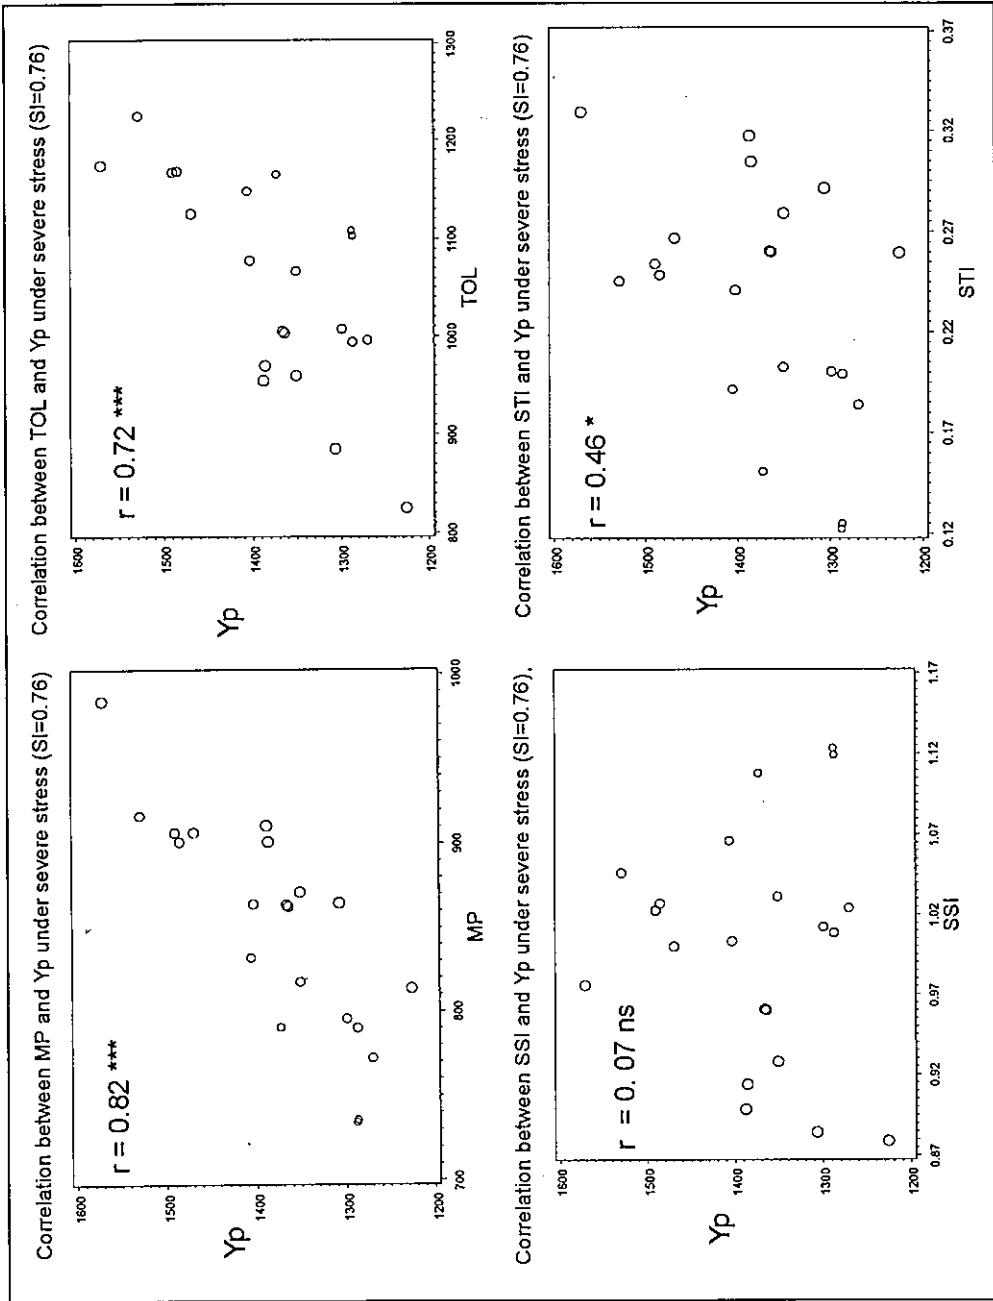 Correlation between MP and Yp under severe stress (SI=0.76)
r = 0.82 ***
Yp
1600
1500
1400
1300
1200
700
800
900
1000
MP
Correlation between TOL and Yp under severe stress (SI=0.76)
r = 0.72 ***
Yp
1600
1500
1400
1300
1200
800
900
1000
1100
1200
1300
TOL
Correlation between SSI and Yp under severe stress (SI=0.76).
r = 0. 07 ns
Yp
1600
1500
1400
1300
1200
0.87
0.92
0.97
1.02
1.07
1.12
1.17
SSI
Correlation between STI and Yp under severe stress (SI=0.76)
r = 0.46 *
Yp
1600
1500
1400
1300
1200
0.12
0.17
0.22
0.27
0.32
0.37
STI